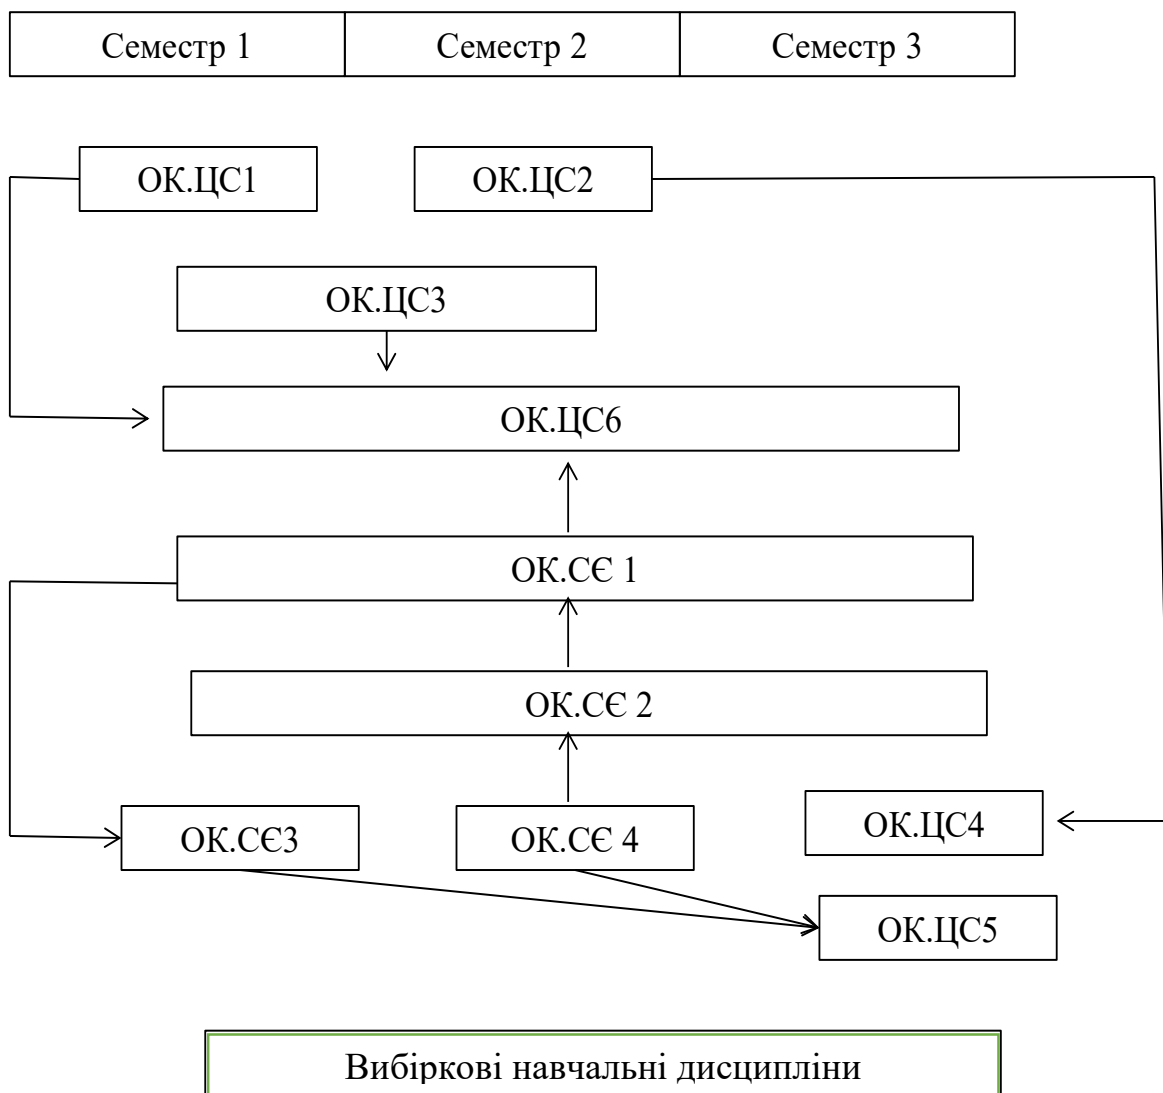 Семестр 1 Семестр 2 Семестр 3
ОК.ЦС1 ОК.ЦС2
ОК.ЦС3
ОК.ЦС6
ОК.СЄ 1
ОК.СЄ 2
ОК.СЄ3 ОК.СЄ 4 ОК.ЦС4
ОК.ЦС5
Вибіркові навчальні дисципліни